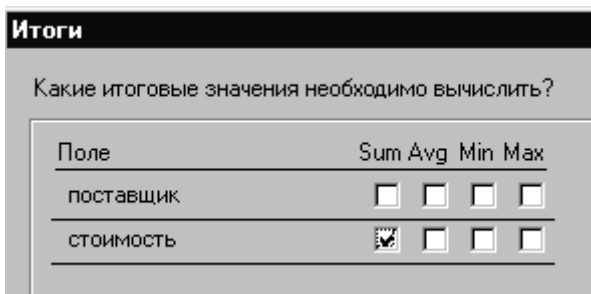 Итоги
Какие итоговые значения необходимо вычислить?
Поле Sum Avg Min Max
поставщик
стоимость